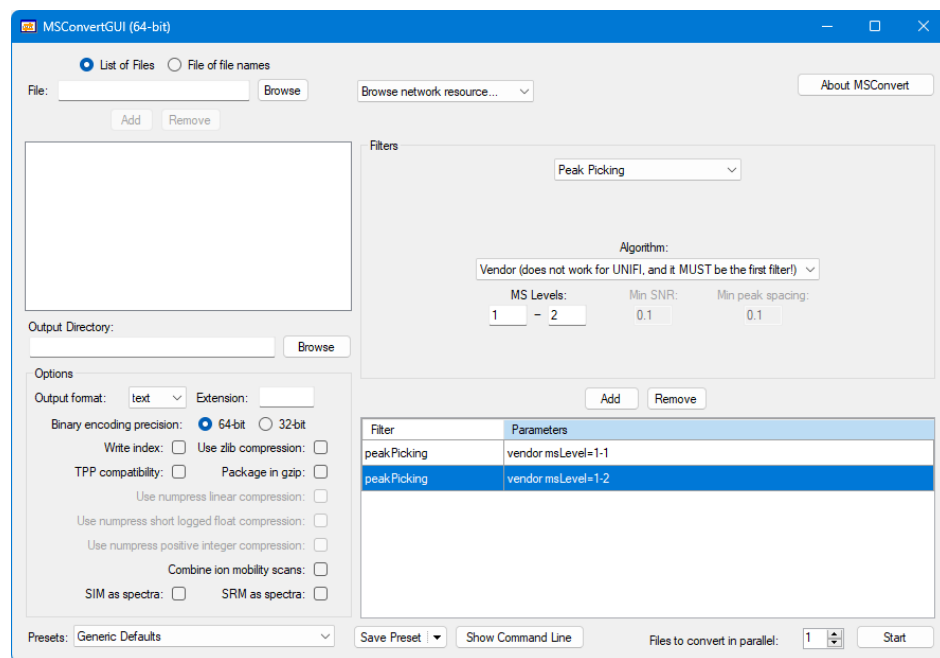 MSConvertGUI (64-bit)
List of Files File of file names
File: Browse Browse network resource... About MSConvert
Add Remove
Filters
Peak Picking
Algorithm:
Vendor (does not work for UNIFI, and it MUST be the first filter!)
MS Levels: Min SNR: Min peak spacing:
1 - 2 0.1 0.1
Output Directory:
Browse
Options
Output format: text Extension:
Binary encoding precision: 64-bit 32-bit
Write index: Use zlib compression:
TPP compatibility: Package in gzip:
Use numpress linear compression:
Use numpress short logged float compression:
Use numpress positive integer compression:
Combine ion mobility scans:
SIM as spectra: SRM as spectra:
Add Remove
Filter Parameters
peakPicking vendor msLevel=1-1
peakPicking vendor msLevel=1-2
Presets: Generic Defaults Save Preset Show Command Line Files to convert in parallel: 1 Start